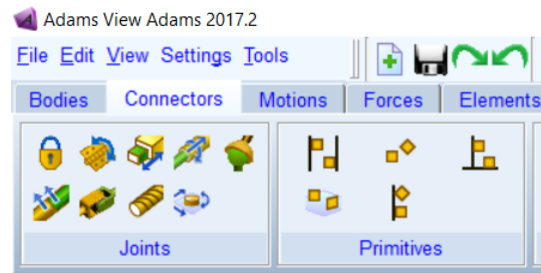 Adams View Adams 2017.2
File Edit View Settings Tools
Bodies Connectors Motions Forces Elements
Joints Primitives